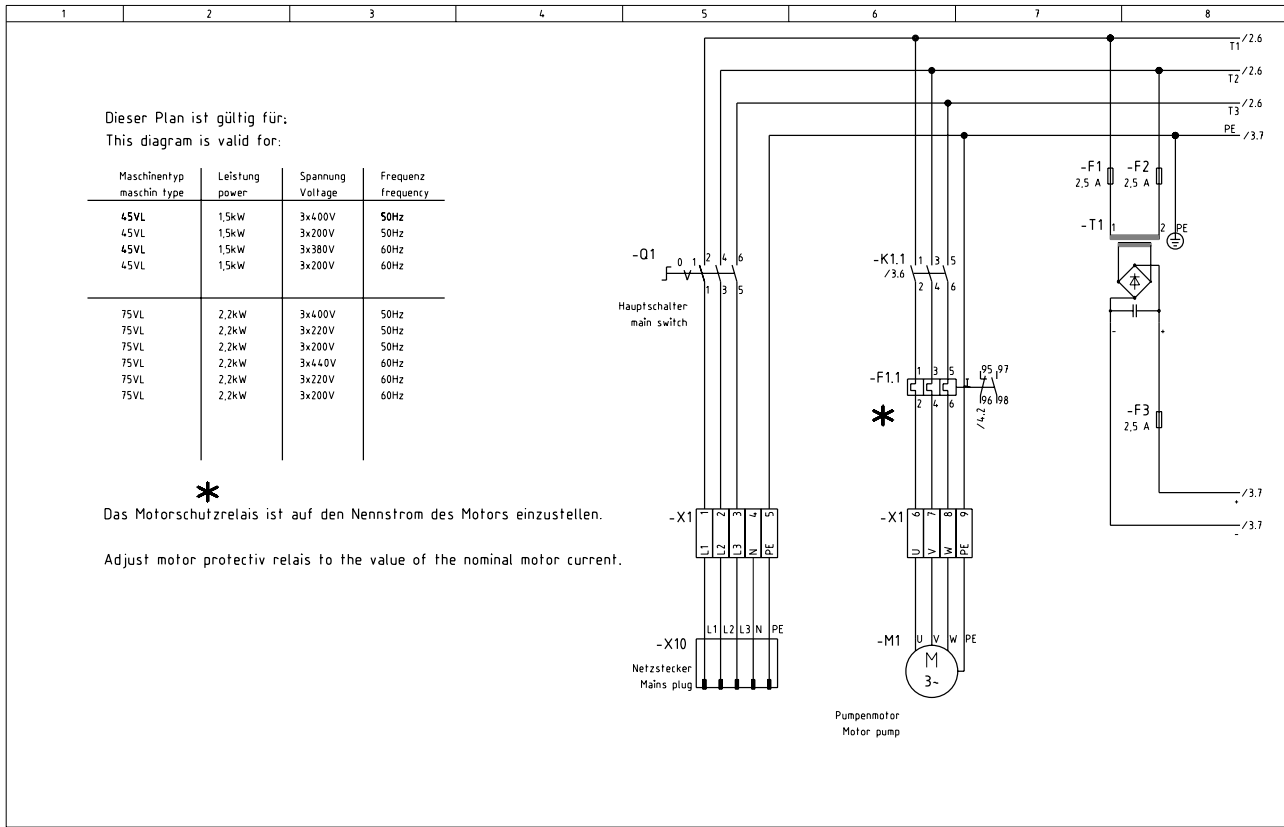 1 2 3 4 5 6 7 8
/2.6
T1
/2.6
T2
/2.6
T3
PE /3.7
Dieser Plan ist gültig für:
This diagram is valid for:
Maschinentyp Leistung Spannung Frequenz
maschin type power Voltage frequency
45VL 1,5kW 3x400V 50Hz
45VL 1,5kW 3x200V 50Hz
45VL 1,5kW 3x380V 60Hz
45VL 1,5kW 3x200V 60Hz
75VL 2,2kW 3x400V 50Hz
75VL 2,2kW 3x220V 50Hz
75VL 2,2kW 3x200V 50Hz
75VL 2,2kW 3x440V 60Hz
75VL 2,2kW 3x220V 60Hz
75VL 2,2kW 3x200V 60Hz
*
Das Motorschutzrelais ist auf den Nennstrom des Motors einzustellen.
Adjust motor protectiv relais to the value of the nominal motor current.
-Q1
0 1 2 4 6
1 3 5
Hauptschalter
main switch
-X1
1 2 3 4 5
L1 L2 L3 N PE
L1 L2 L3 N PE
-X10
Netzstecker
Mains plug
-K1.1 1 3 5
/3.6
2 4 6
-F1.1
1 3 5 95 97
2 4 6 96 98
/4.2
*
-X1
6 7 8 9
U V W PE
-M1 U V W PE
M
3~
Pumpenmotor
Motor pump
-F1 -F2
2,5 A 2,5 A
-T1 1 2 PE
- +
-F3
2,5 A
/3.7
+
/3.7
-